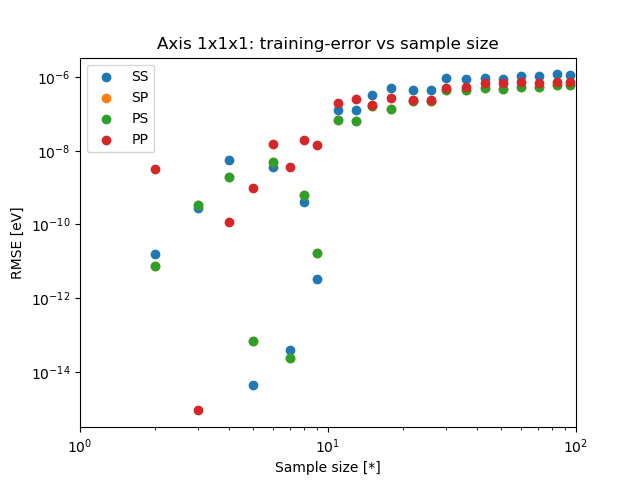 Axis 1x1x1: training-error vs sample size
SS
SP
PS
PP
RMSE [eV]
10⁻⁶
10⁻⁸
10⁻¹⁰
10⁻¹²
10⁻¹⁴
10⁰
10¹
10²
Sample size [*]